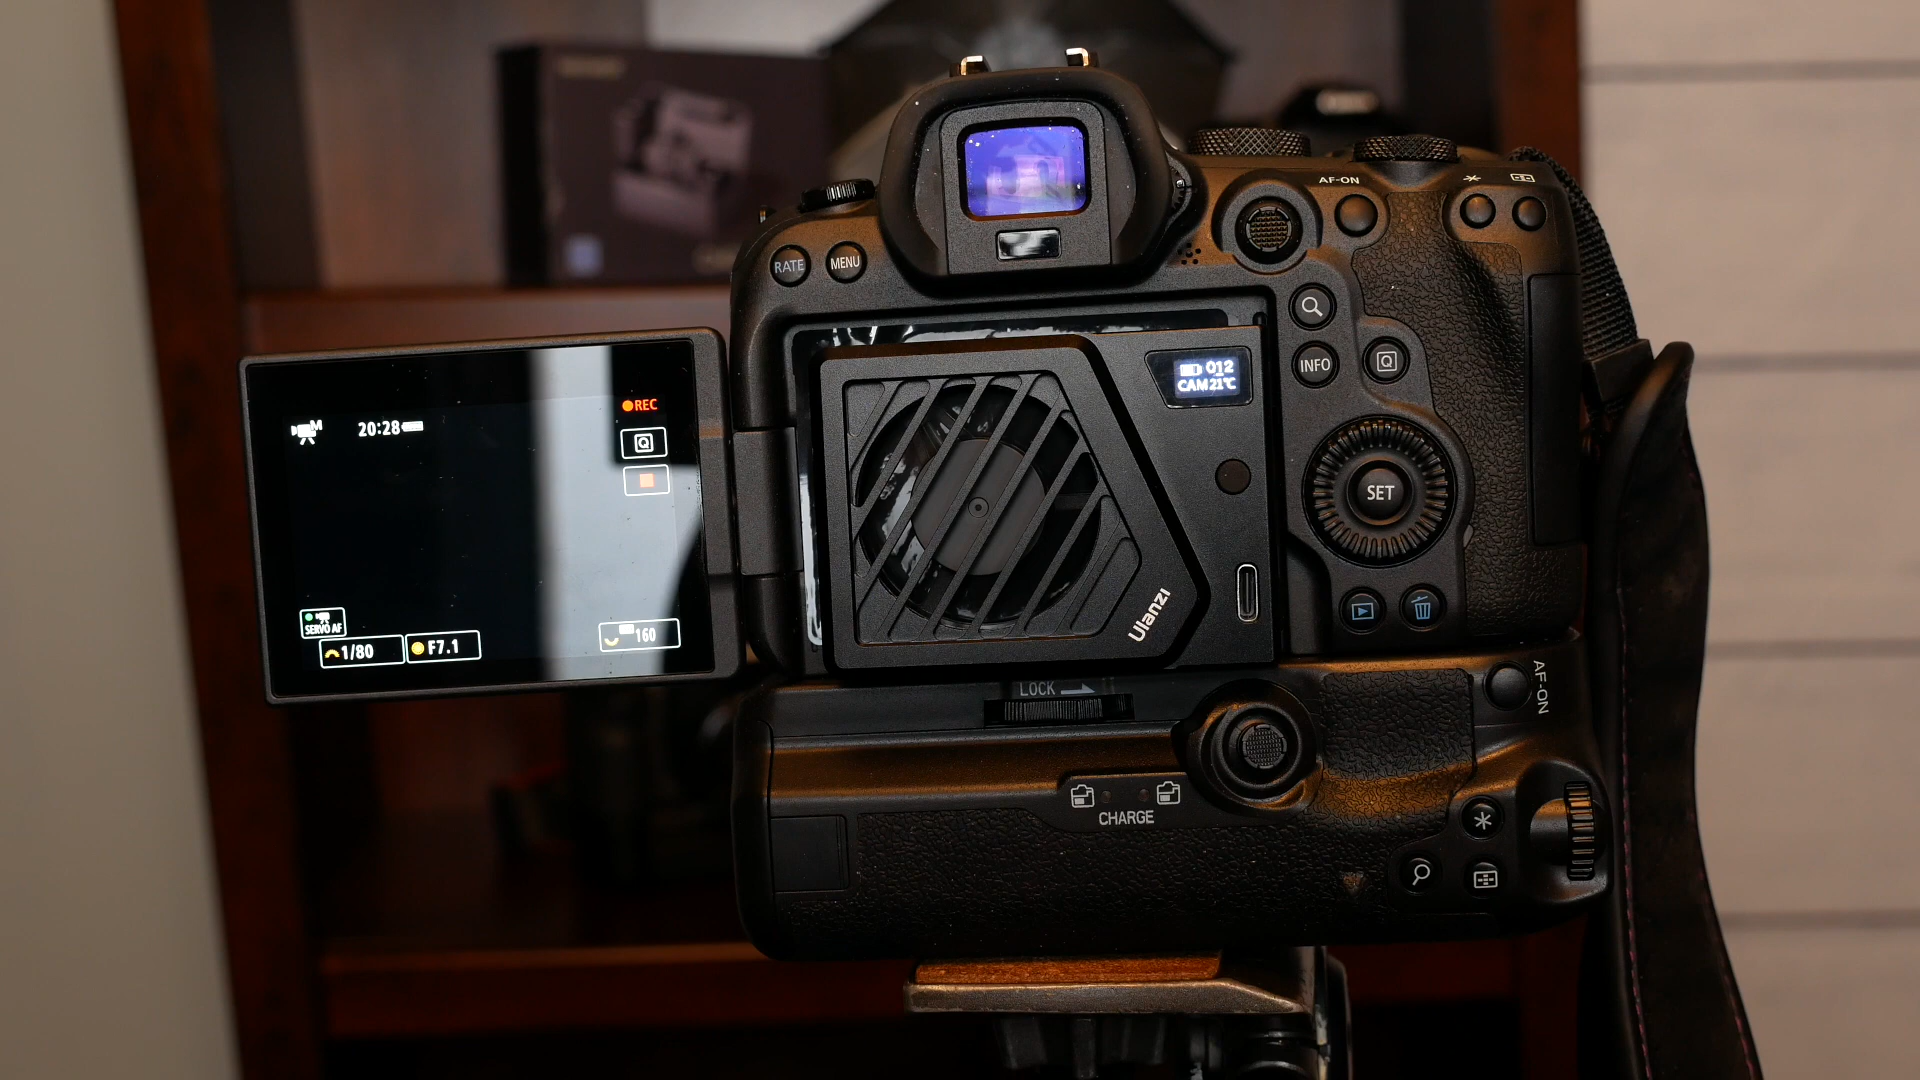 AF-ON
RATE
MENU
INFO
Q
012
CAM 21°C
REC
M
20:28
Q
SET
SERVO AF
1/80
F7.1
160
Ulanzi
LOCK
AF-ON
CHARGE